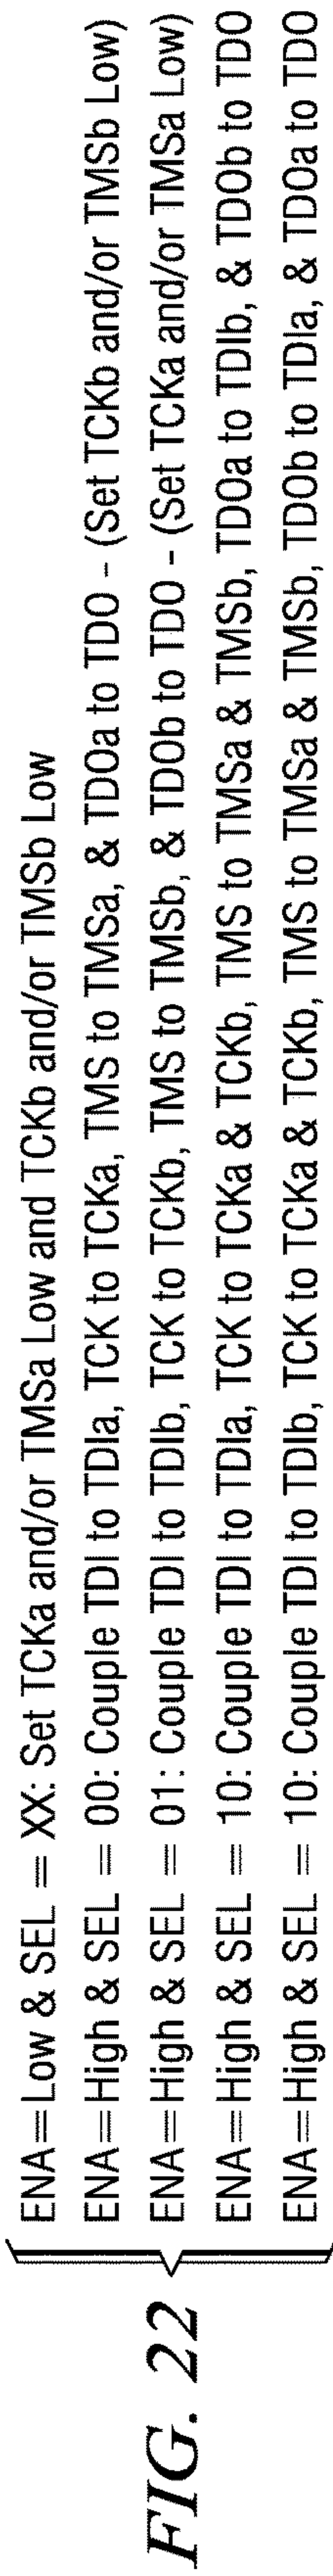 ENA=Low & SEL = XX: Set TCKa and/or TMSa Low and TCKb and/or TMSb Low
ENA=High & SEL = 00: Couple TDI to TDIa, TCK to TCKa, TMS to TMSa, & TDOa to TDO - (Set TCKb and/or TMSb Low)
ENA=High & SEL = 01: Couple TDI to TDIb, TCK to TCKb, TMS to TMSb, & TDOb to TDO - (Set TCKa and/or TMSa Low)
ENA=High & SEL = 10: Couple TDI to TDIa, TCK to TCKa & TCKb, TMS to TMSa & TMSb, TDOa to TDIb, & TDOb to TDO
ENA=High & SEL = 10: Couple TDI to TDIb, TCK to TCKa & TCKb, TMS to TMSa & TMSb, TDOb to TDIa, & TDOa to TDO
FIG. 22